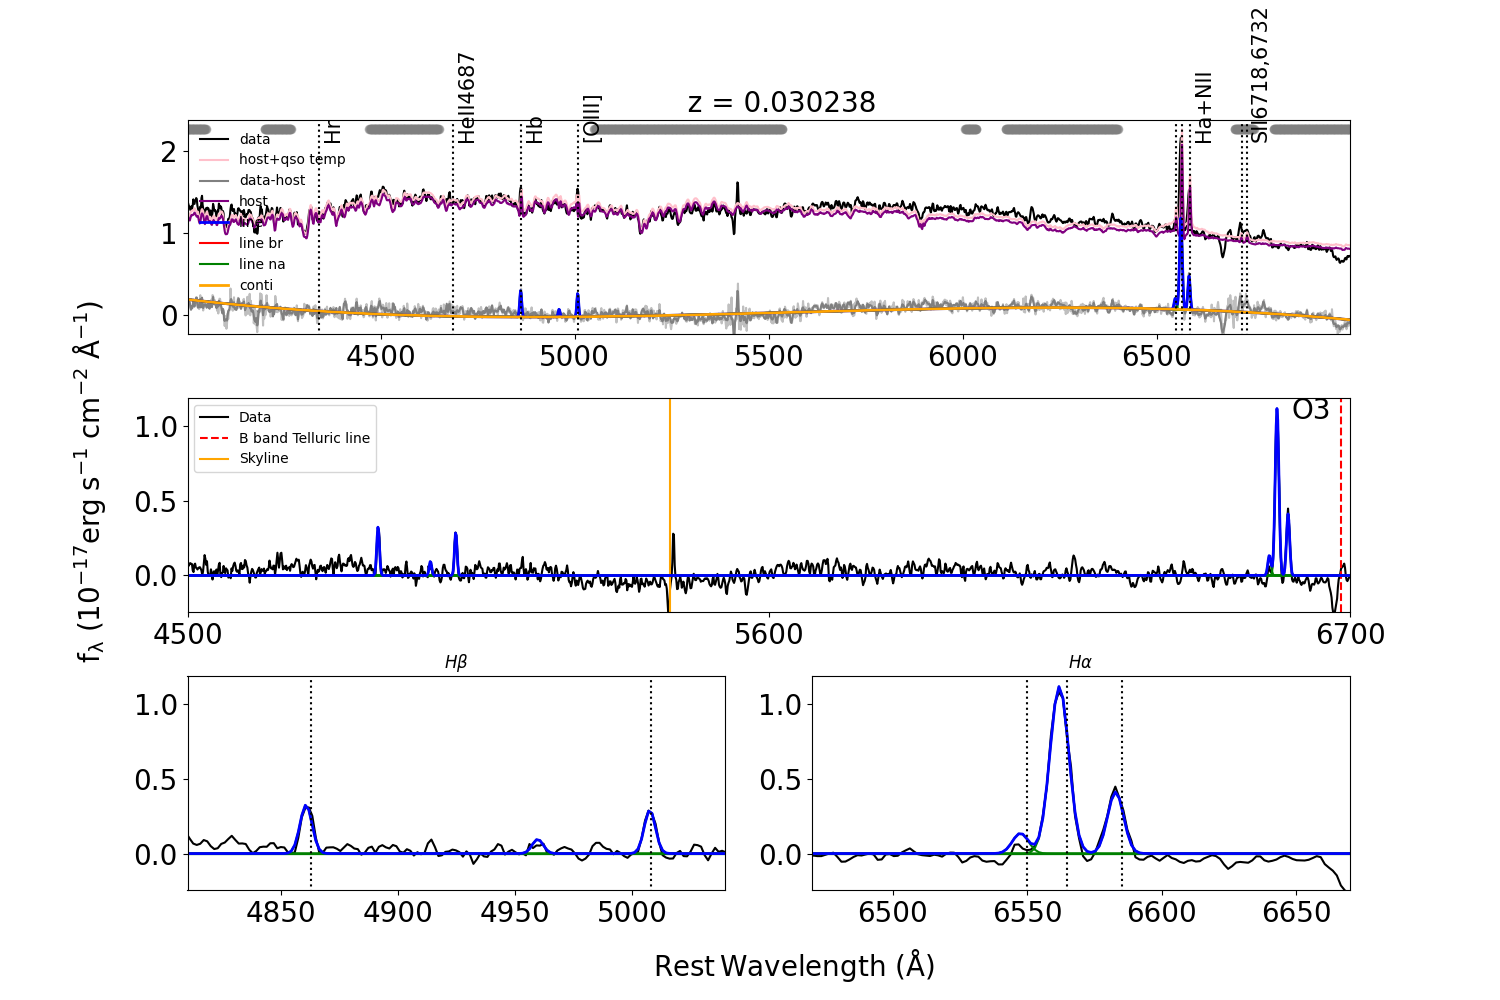 z = 0.030238
Hr
HeII4687
Hb
[OIII]
Ha+NII
SII6718,6732
data
host+qso temp
data-host
host
line br
line na
conti
2
1
0
4500 5000 5500 6000 6500
f_λ (10⁻¹⁷erg s⁻¹ cm⁻² Å⁻¹)
Data
B band Telluric line
Skyline
O3
1.0
0.5
0.0
4500 5600 6700
Hβ
1.0
0.5
0.0
4850 4900 4950 5000
Hα
1.0
0.5
0.0
6500 6550 6600 6650
Rest Wavelength (Å)